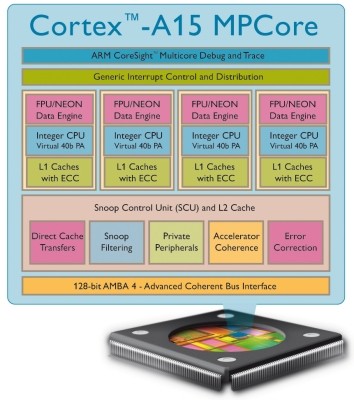 Cortex™-A15 MPCore
ARM CoreSight™ Multicore Debug and Trace
Generic Interrupt Control and Distribution
FPU/NEON FPU/NEON FPU/NEON FPU/NEON
Data Engine Data Engine Data Engine Data Engine
Integer CPU Integer CPU Integer CPU Integer CPU
Virtual 40b PA Virtual 40b PA Virtual 40b PA Virtual 40b PA
L1 Caches L1 Caches L1 Caches L1 Caches
with ECC with ECC with ECC with ECC
Snoop Control Unit (SCU) and L2 Cache
Direct Cache Snoop Private Accelerator Error
Transfers Filtering Peripherals Coherence Correction
128-bit AMBA 4 - Advanced Coherent Bus Interface